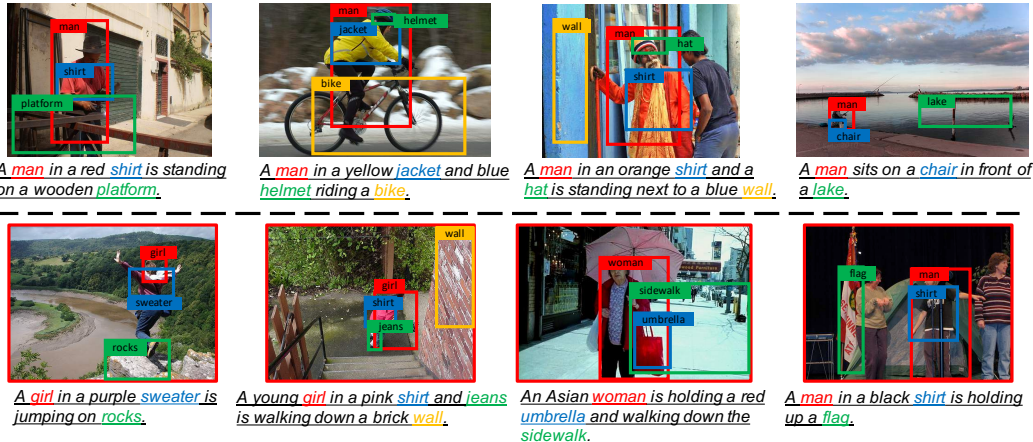 man
shirt
platform
A man in a red shirt is standing
on a wooden platform.
man
helmet
jacket
bike
A man in a yellow jacket and blue
helmet riding a bike.
wall
man
hat
shirt
A man in an orange shirt and a
hat is standing next to a blue wall.
man
lake
chair
A man sits on a chair in front of
a lake.
girl
sweater
rocks
A girl in a purple sweater is
jumping on rocks.
wall
girl
shirt
jeans
A young girl in a pink shirt and jeans
is walking down a brick wall.
woman
sidewalk
umbrella
An Asian woman is holding a red
umbrella and walking down the
sidewalk.
flag
man
shirt
A man in a black shirt is holding
up a flag.